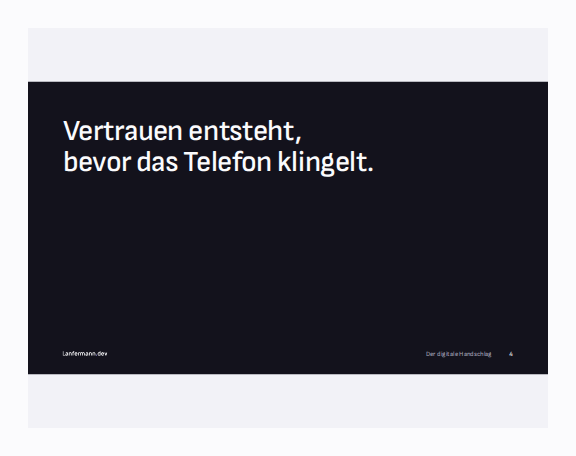 Vertrauen entsteht,
bevor das Telefon klingelt.
Lanfermann.dev
Der digitale Handschlag 4